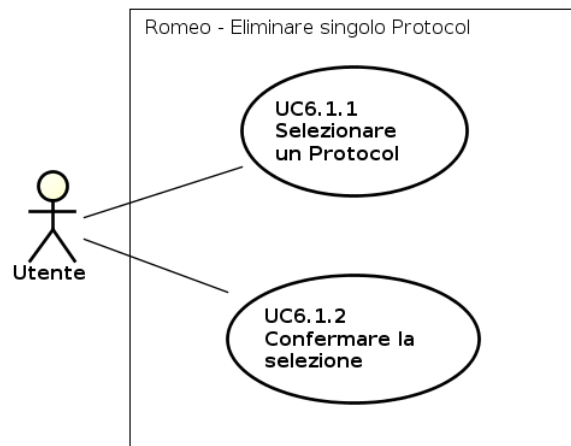 Romeo - Eliminare singolo Protocol
UC6.1.1
Selezionare
un Protocol
Utente
UC6.1.2
Confermare la
selezione